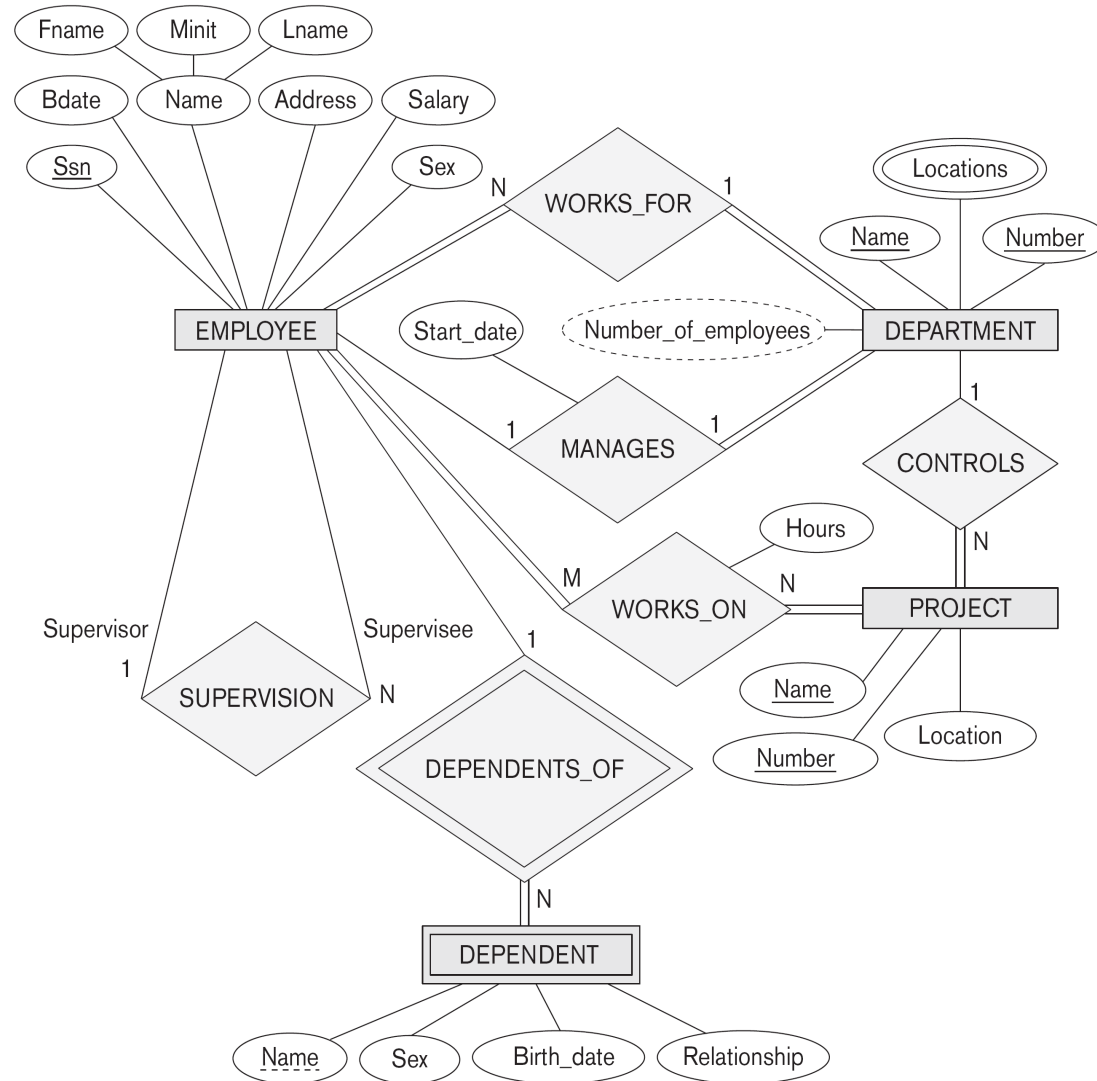 Fname
Minit
Lname
Bdate
Name
Address
Salary
Ssn
Sex
N
WORKS_FOR
1
Locations
Name
Number
EMPLOYEE
Start_date
Number_of_employees
DEPARTMENT
1
MANAGES
1
1
CONTROLS
N
Hours
M
WORKS_ON
N
PROJECT
Supervisor
1
SUPERVISION
Supervisee
N
1
Name
Number
Location
DEPENDENTS_OF
N
DEPENDENT
Name
Sex
Birth_date
Relationship